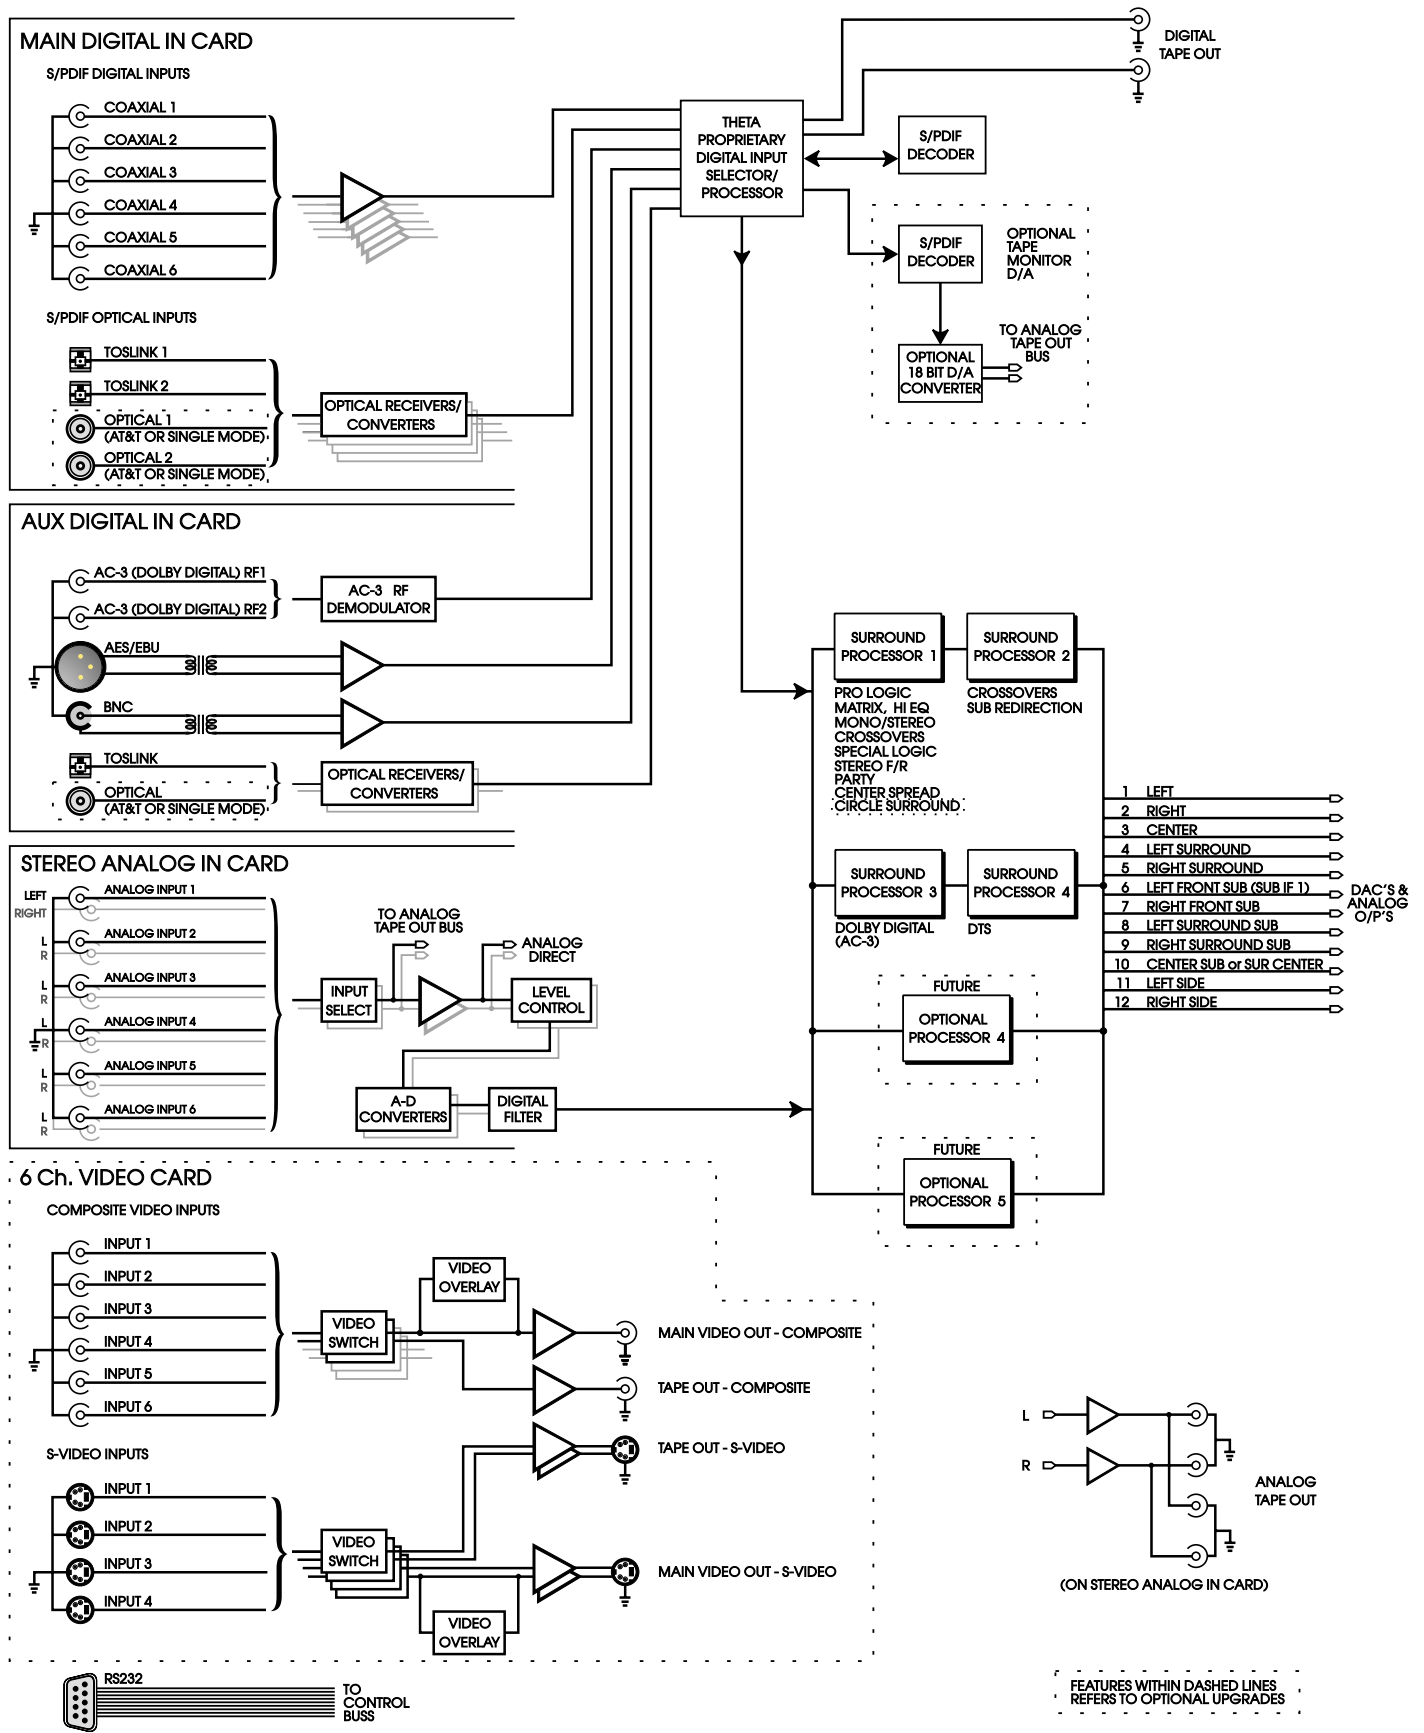 MAIN DIGITAL IN CARD
S/PDIF DIGITAL INPUTS
COAXIAL 1
COAXIAL 2
COAXIAL 3
COAXIAL 4
COAXIAL 5
COAXIAL 6
S/PDIF OPTICAL INPUTS
TOSLINK 1
TOSLINK 2
OPTICAL 1
(AT&T OR SINGLE MODE)
OPTICAL 2
(AT&T OR SINGLE MODE)
OPTICAL RECEIVERS/
CONVERTERS
THETA
PROPRIETARY
DIGITAL INPUT
SELECTOR/
PROCESSOR
DIGITAL
TAPE OUT
S/PDIF
DECODER
S/PDIF
DECODER
OPTIONAL
TAPE
MONITOR
D/A
OPTIONAL
18 BIT D/A
CONVERTER
TO ANALOG
TAPE OUT
BUS
AUX DIGITAL IN CARD
AC-3 (DOLBY DIGITAL) RF1
AC-3 (DOLBY DIGITAL) RF2
AC-3 RF
DEMODULATOR
AES/EBU
BNC
TOSLINK
OPTICAL
(AT&T OR SINGLE MODE)
OPTICAL RECEIVERS/
CONVERTERS
SURROUND
PROCESSOR 1
PRO LOGIC
MATRIX, HI EQ
MONO/STEREO
CROSSOVERS
SPECIAL LOGIC
STEREO F/R
PARTY
CENTER SPREAD
CIRCLE SURROUND
SURROUND
PROCESSOR 2
CROSSOVERS
SUB REDIRECTION
SURROUND
PROCESSOR 3
DOLBY DIGITAL
(AC-3)
SURROUND
PROCESSOR 4
DTS
FUTURE
OPTIONAL
PROCESSOR 4
FUTURE
OPTIONAL
PROCESSOR 5
1 LEFT
2 RIGHT
3 CENTER
4 LEFT SURROUND
5 RIGHT SURROUND
6 LEFT FRONT SUB (SUB IF 1)
7 RIGHT FRONT SUB
8 LEFT SURROUND SUB
9 RIGHT SURROUND SUB
10 CENTER SUB or SUR CENTER
11 LEFT SIDE
12 RIGHT SIDE
DAC'S &
ANALOG
O/P'S
STEREO ANALOG IN CARD
LEFT
RIGHT
ANALOG INPUT 1
L
R
ANALOG INPUT 2
L
R
ANALOG INPUT 3
L
R
ANALOG INPUT 4
L
R
ANALOG INPUT 5
L
R
ANALOG INPUT 6
INPUT
SELECT
TO ANALOG
TAPE OUT BUS
ANALOG
DIRECT
LEVEL
CONTROL
A-D
CONVERTERS
DIGITAL
FILTER
6 Ch. VIDEO CARD
COMPOSITE VIDEO INPUTS
INPUT 1
INPUT 2
INPUT 3
INPUT 4
INPUT 5
INPUT 6
VIDEO
SWITCH
VIDEO
OVERLAY
MAIN VIDEO OUT - COMPOSITE
TAPE OUT - COMPOSITE
S-VIDEO INPUTS
INPUT 1
INPUT 2
INPUT 3
INPUT 4
VIDEO
SWITCH
TAPE OUT - S-VIDEO
MAIN VIDEO OUT - S-VIDEO
VIDEO
OVERLAY
L
R
ANALOG
TAPE OUT
(ON STEREO ANALOG IN CARD)
RS232
TO
CONTROL
BUSS
FEATURES WITHIN DASHED LINES
REFERS TO OPTIONAL UPGRADES